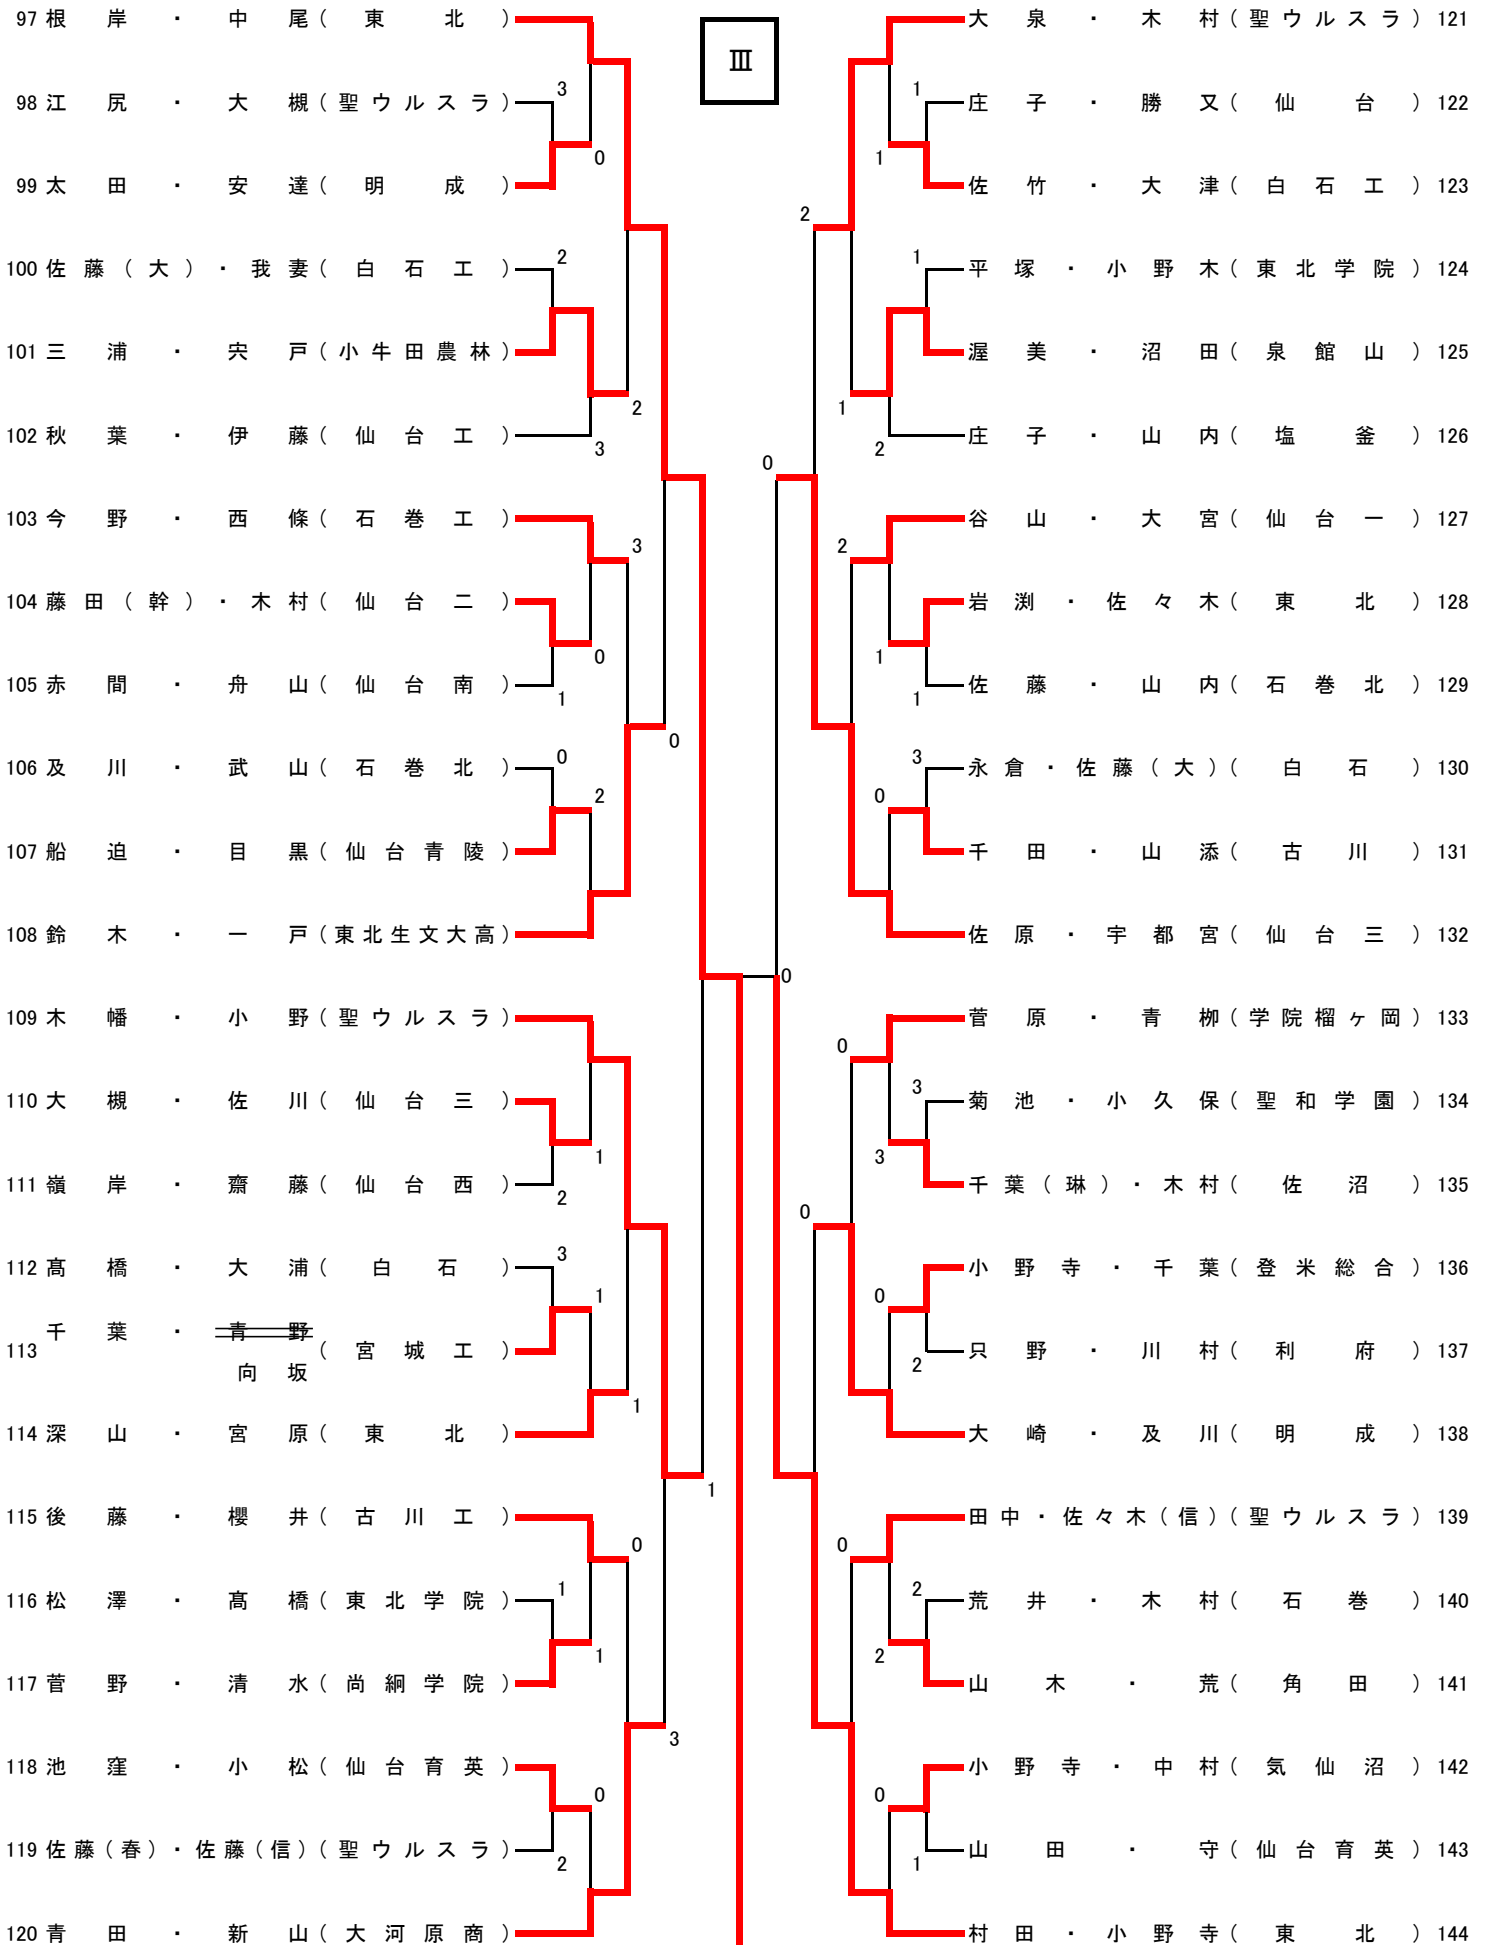 Ⅲ
97 根岸・中尾(東北)
3
98 江尻・大槻(聖ウルスラ)
0
99 太田・安達(明成)
2
100 佐藤(大)・我妻(白石工)
101 三浦・宍戸(小牛田農林)
2
102 秋葉・伊藤(仙台工)
3
103 今野・西條(石巻工)
3
104 藤田(幹)・木村(仙台二)
0
105 赤間・舟山(仙台南)
1
0
106 及川・武山(石巻北)
0
2
107 船迫・目黒(仙台青陵)
108 鈴木・一戸(東北生文大高)
109 木幡・小野(聖ウルスラ)
110 大槻・佐川(仙台三)
1
111 嶺岸・齋藤(仙台西)
2
3
112 髙橋・大浦(白石)
1
113 千葉・青野(宮城工)
向坂
1
114 深山・宮原(東北)
1
115 後藤・櫻井(古川工)
0
1
116 松澤・髙橋(東北学院)
1
117 菅野・清水(尚絅学院)
3
118 池窪・小松(仙台育英)
0
119 佐藤(春)・佐藤(信)(聖ウルスラ)
2
120 青田・新山(大河原商)
大泉・木村(聖ウルスラ) 121
1
庄子・勝又(仙台) 122
1
佐竹・大津(白石工) 123
2
1
平塚・小野木(東北学院) 124
渥美・沼田(泉館山) 125
1
庄子・山内(塩釜) 126
2
0
谷山・大宮(仙台一) 127
2
岩渕・佐々木(東北) 128
1
佐藤・山内(石巻北) 129
1
3
永倉・佐藤(大)(白石) 130
0
千田・山添(古川) 131
佐原・宇都宮(仙台三) 132
0
菅原・青栁(学院榴ヶ岡) 133
0
3
菊池・小久保(聖和学園) 134
3
千葉(琳)・木村(佐沼) 135
0
小野寺・千葉(登米総合) 136
0
只野・川村(利府) 137
2
大崎・及川(明成) 138
田中・佐々木(信)(聖ウルスラ) 139
0
2
荒井・木村(石巻) 140
2
山木・荒(角田) 141
小野寺・中村(気仙沼) 142
0
山田・守(仙台育英) 143
1
村田・小野寺(東北) 144